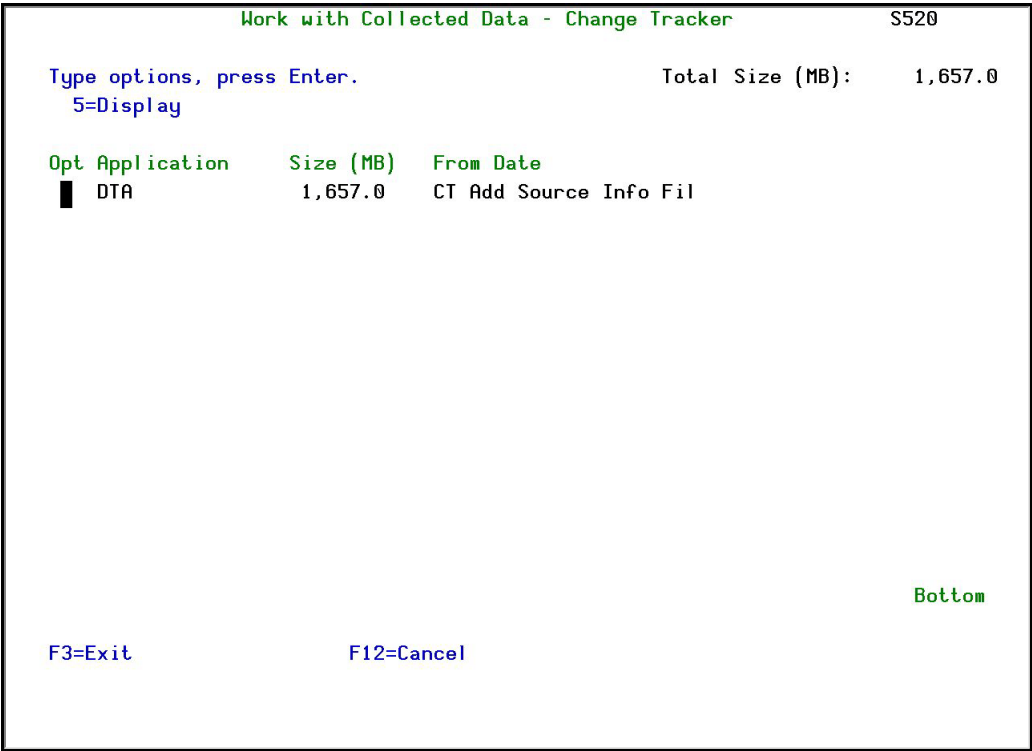 Work with Collected Data - Change Tracker S520
Type options, press Enter. Total Size (MB): 1,657.0
5=Display
Opt Application Size (MB) From Date
DTA 1,657.0 CT Add Source Info Fil
Bottom
F3=Exit F12=Cancel